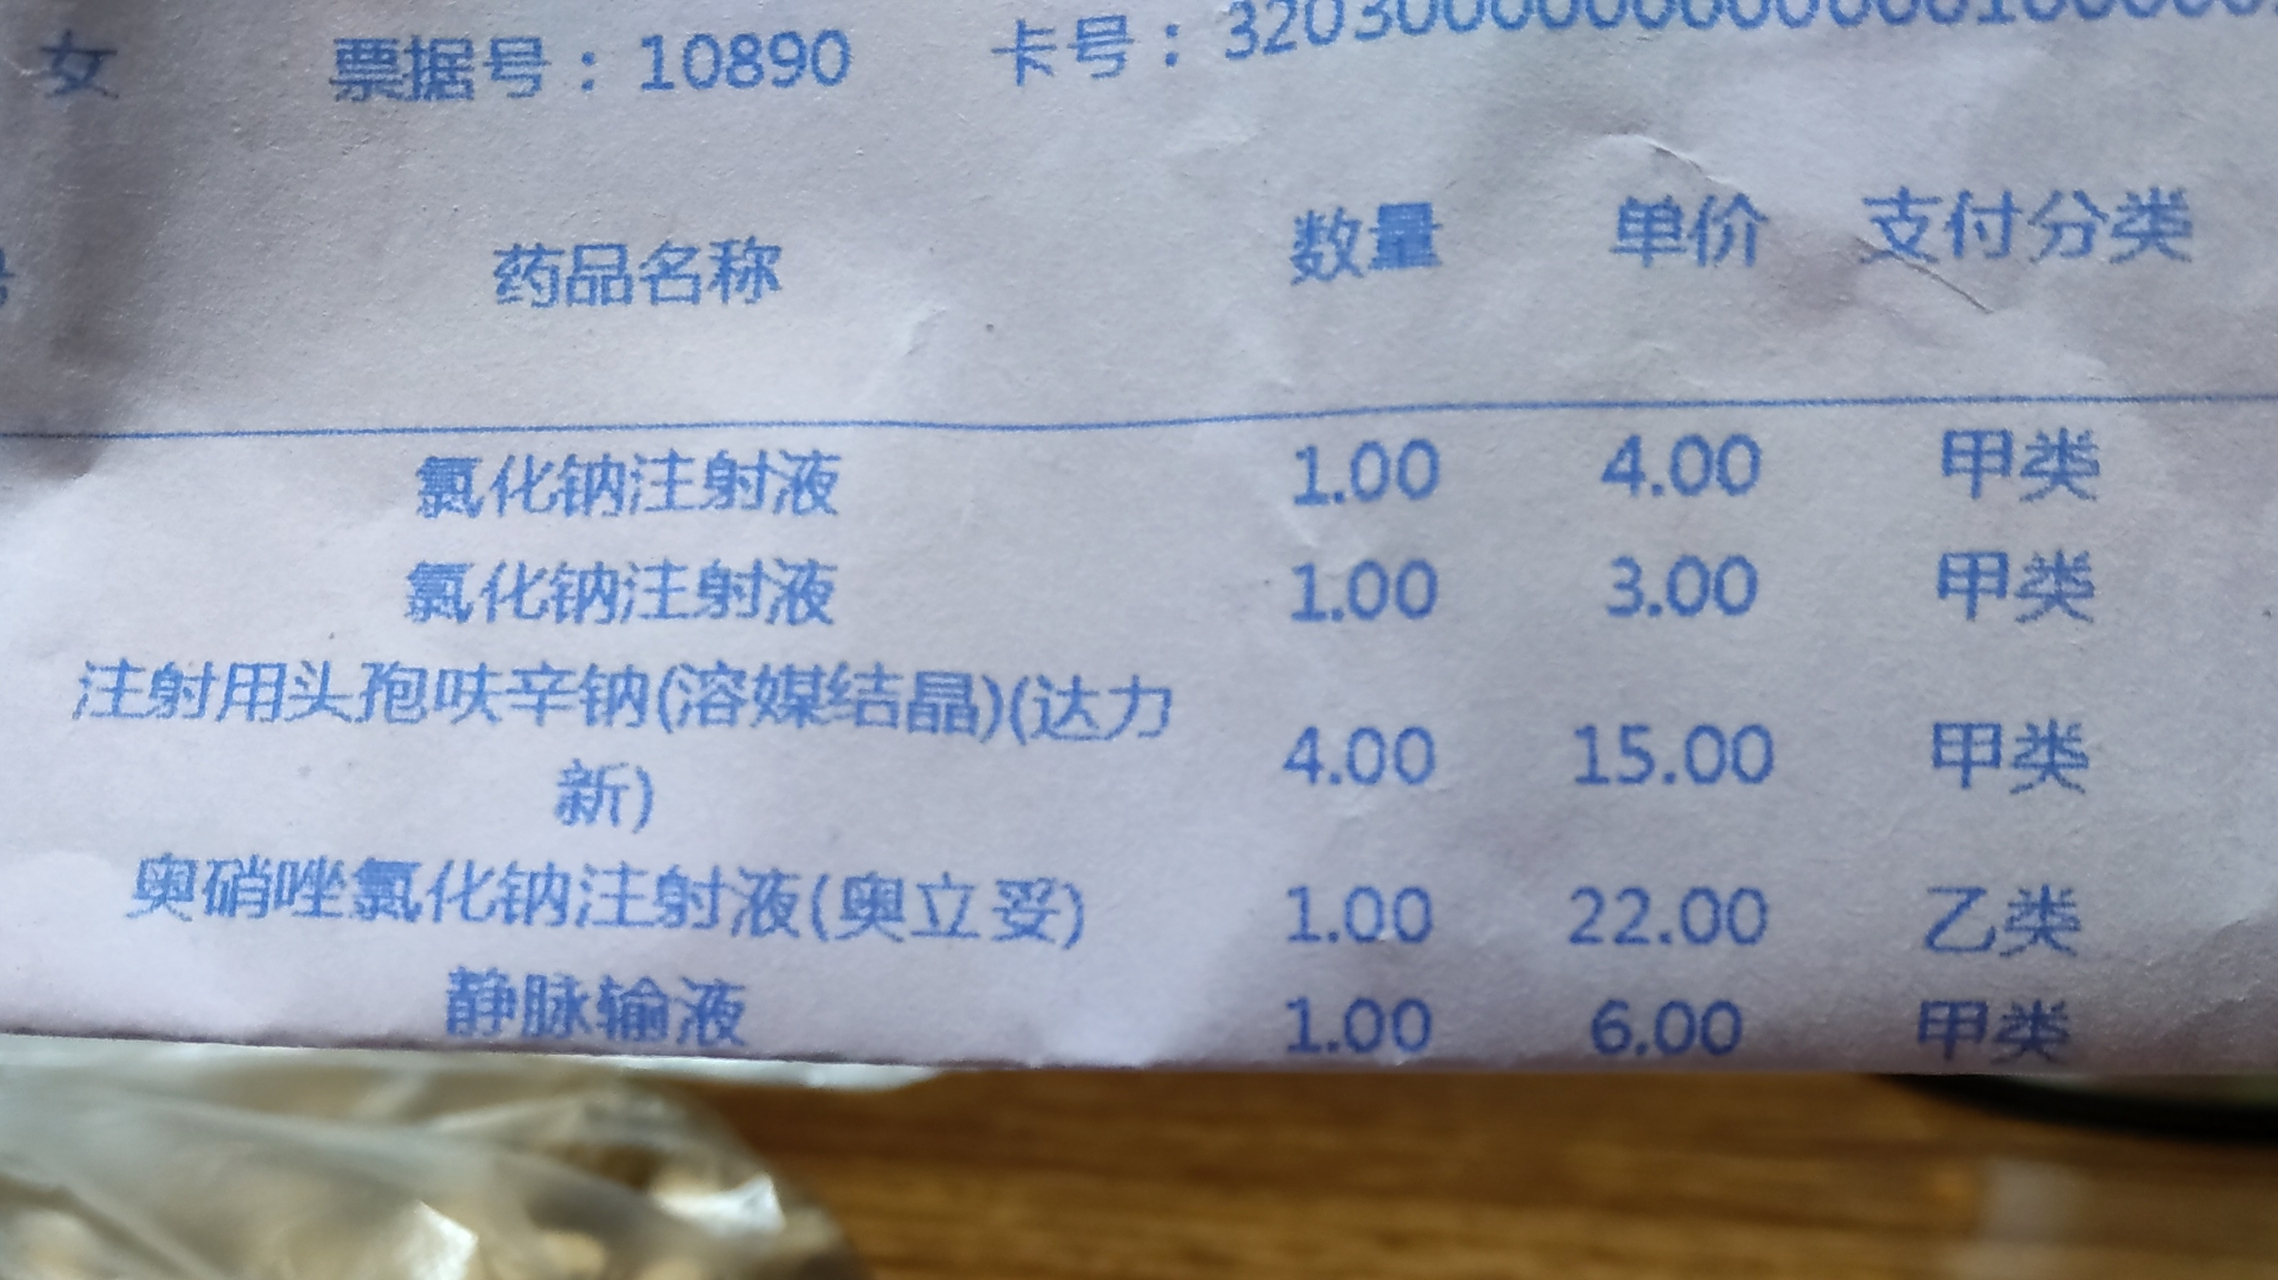 女 票据号：10890 卡号：
药品名称 数量 单价 支付分类
氯化钠注射液 1.00 4.00 甲类
氯化钠注射液 1.00 3.00 甲类
注射用头孢呋辛钠(溶媒结晶)(达力
新) 4.00 15.00 甲类
奥硝唑氯化钠注射液(奥立妥) 1.00 22.00 乙类
静脉输液 1.00 6.00 甲类